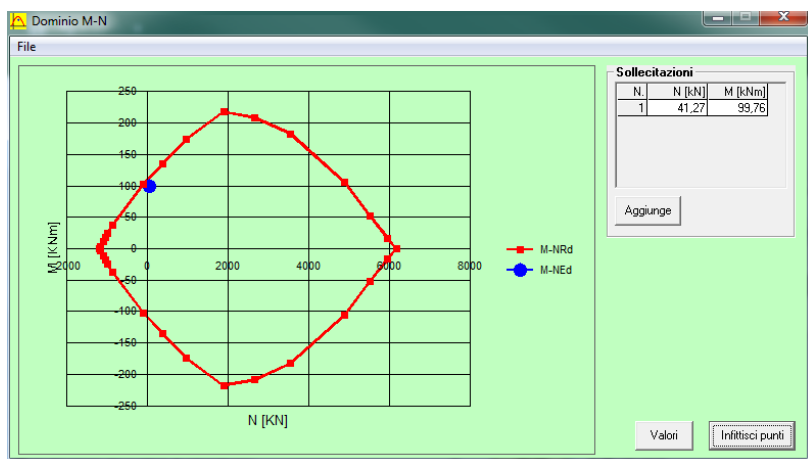 Dominio M-N
File
250
200
150
100
50
0
-50
-100
-150
-200
-250
-2000
0
2000
4000
6000
8000
M [KNm]
N [KN]
M-NRd
M-NEd
Sollecitazioni
N. N [kN] M [kNm]
1 41,27 99,76
Aggiunge
Valori
Infittisci punti